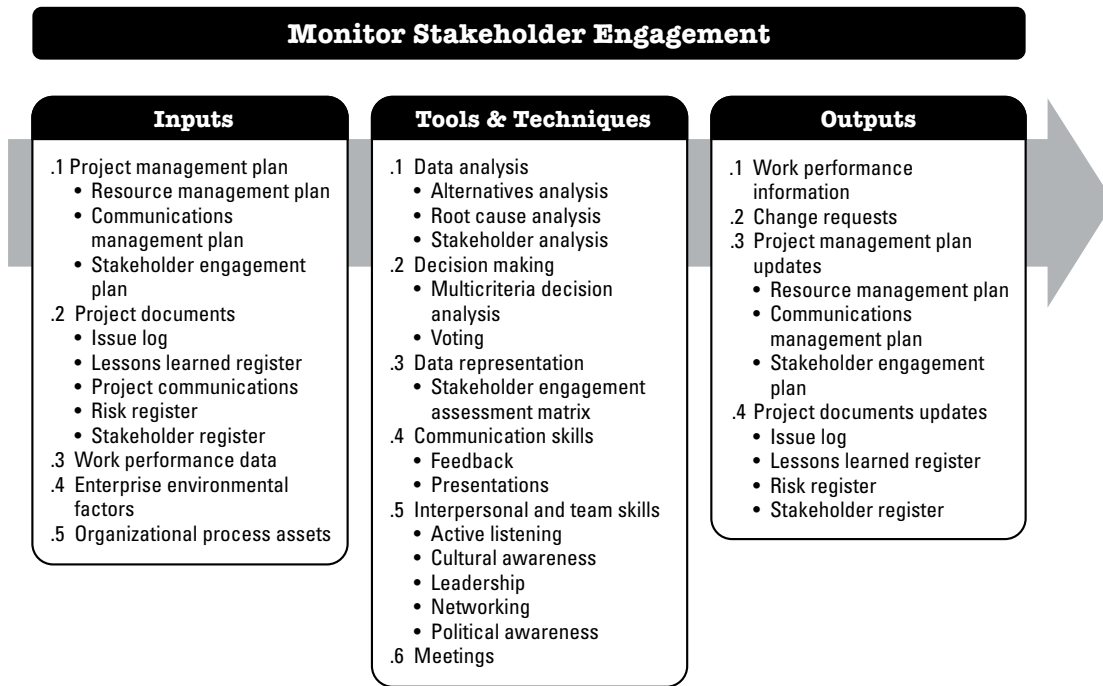 Monitor Stakeholder Engagement
Inputs
.1 Project management plan
• Resource management plan
• Communications
management plan
• Stakeholder engagement
plan
.2 Project documents
• Issue log
• Lessons learned register
• Project communications
• Risk register
• Stakeholder register
.3 Work performance data
.4 Enterprise environmental
factors
.5 Organizational process assets
Tools & Techniques
.1 Data analysis
• Alternatives analysis
• Root cause analysis
• Stakeholder analysis
.2 Decision making
• Multicriteria decision
analysis
• Voting
.3 Data representation
• Stakeholder engagement
assessment matrix
.4 Communication skills
• Feedback
• Presentations
.5 Interpersonal and team skills
• Active listening
• Cultural awareness
• Leadership
• Networking
• Political awareness
.6 Meetings
Outputs
.1 Work performance
information
.2 Change requests
.3 Project management plan
updates
• Resource management plan
• Communications
management plan
• Stakeholder engagement
plan
.4 Project documents updates
• Issue log
• Lessons learned register
• Risk register
• Stakeholder register